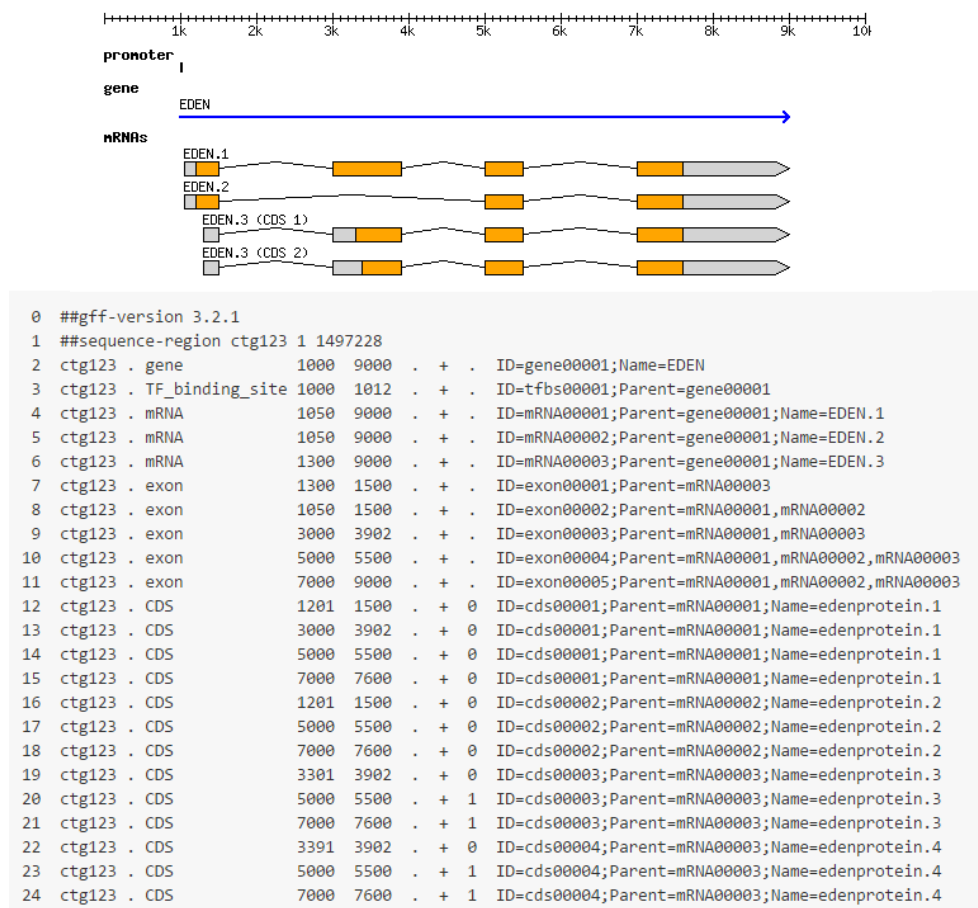 1k 2k 3k 4k 5k 6k 7k 8k 9k 10k
promoter
gene
EDEN
mRNAs
EDEN.1
EDEN.2
EDEN.3 (CDS 1)
EDEN.3 (CDS 2)
0 ##gff-version 3.2.1
1 ##sequence-region ctg123 1 1497228
2 ctg123 . gene 1000 9000 . + . ID=gene00001;Name=EDEN
3 ctg123 . TF_binding_site 1000 1012 . + . ID=tfbs00001;Parent=gene00001
4 ctg123 . mRNA 1050 9000 . + . ID=mRNA00001;Parent=gene00001;Name=EDEN.1
5 ctg123 . mRNA 1050 9000 . + . ID=mRNA00002;Parent=gene00001;Name=EDEN.2
6 ctg123 . mRNA 1300 9000 . + . ID=mRNA00003;Parent=gene00001;Name=EDEN.3
7 ctg123 . exon 1300 1500 . + . ID=exon00001;Parent=mRNA00003
8 ctg123 . exon 1050 1500 . + . ID=exon00002;Parent=mRNA00001,mRNA00002
9 ctg123 . exon 3000 3902 . + . ID=exon00003;Parent=mRNA00001,mRNA00003
10 ctg123 . exon 5000 5500 . + . ID=exon00004;Parent=mRNA00001,mRNA00002,mRNA00003
11 ctg123 . exon 7000 9000 . + . ID=exon00005;Parent=mRNA00001,mRNA00002,mRNA00003
12 ctg123 . CDS 1201 1500 . + 0 ID=cds00001;Parent=mRNA00001;Name=edenprotein.1
13 ctg123 . CDS 3000 3902 . + 0 ID=cds00001;Parent=mRNA00001;Name=edenprotein.1
14 ctg123 . CDS 5000 5500 . + 0 ID=cds00001;Parent=mRNA00001;Name=edenprotein.1
15 ctg123 . CDS 7000 7600 . + 0 ID=cds00001;Parent=mRNA00001;Name=edenprotein.1
16 ctg123 . CDS 1201 1500 . + 0 ID=cds00002;Parent=mRNA00002;Name=edenprotein.2
17 ctg123 . CDS 5000 5500 . + 0 ID=cds00002;Parent=mRNA00002;Name=edenprotein.2
18 ctg123 . CDS 7000 7600 . + 0 ID=cds00002;Parent=mRNA00002;Name=edenprotein.2
19 ctg123 . CDS 3301 3902 . + 0 ID=cds00003;Parent=mRNA00003;Name=edenprotein.3
20 ctg123 . CDS 5000 5500 . + 1 ID=cds00003;Parent=mRNA00003;Name=edenprotein.3
21 ctg123 . CDS 7000 7600 . + 1 ID=cds00003;Parent=mRNA00003;Name=edenprotein.3
22 ctg123 . CDS 3391 3902 . + 0 ID=cds00004;Parent=mRNA00003;Name=edenprotein.4
23 ctg123 . CDS 5000 5500 . + 1 ID=cds00004;Parent=mRNA00003;Name=edenprotein.4
24 ctg123 . CDS 7000 7600 . + 1 ID=cds00004;Parent=mRNA00003;Name=edenprotein.4